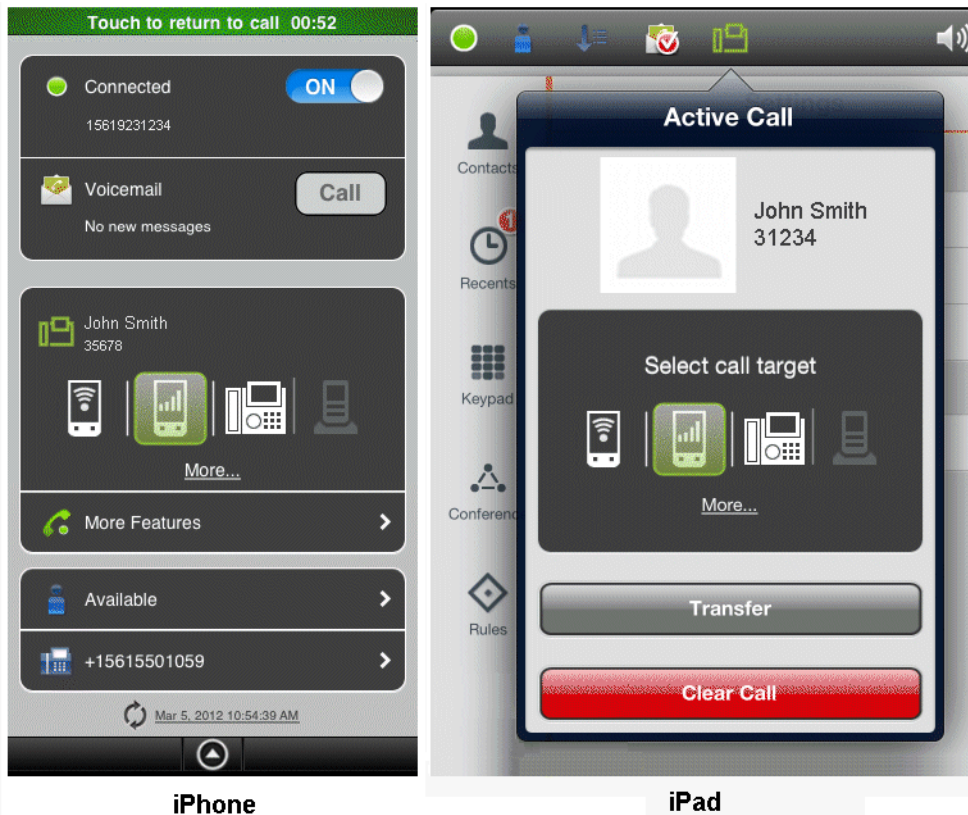 Touch to return to call 00:52
Connected
ON
15619231234
Voicemail
Call
No new messages
John Smith
35678
More...
More Features
Available
+15615501059
Mar 5, 2012 10:54:39 AM
iPhone
Contacts
1
Recents
Keypad
Conferenc
Rules
Active Call
John Smith
31234
Select call target
More...
Transfer
Clear Call
iPad